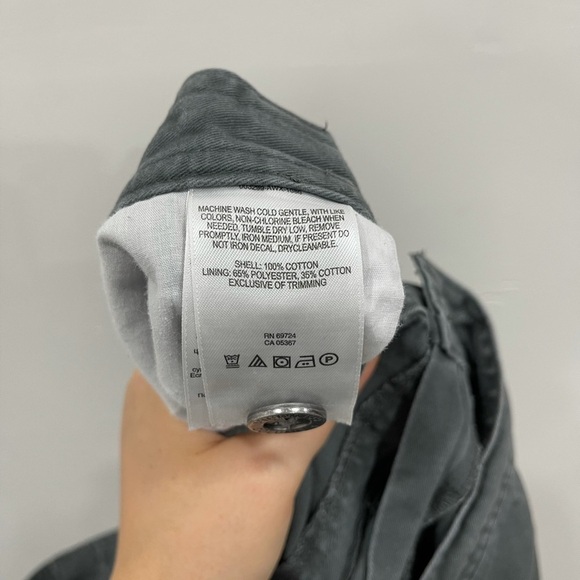 MACHINE WASH COLD GENTLE, WITH LIKE
COLORS, NON-CHLORINE BLEACH WHEN
NEEDED, TUMBLE DRY LOW, REMOVE
PROMPTLY, IRON MEDIUM, IF PRESENT DO
NOT IRON DECAL, DRYCLEANABLE.
SHELL: 100% COTTON
LINING: 65% POLYESTER, 35% COTTON
EXCLUSIVE OF TRIMMING
RN 69724
CA 05367
P